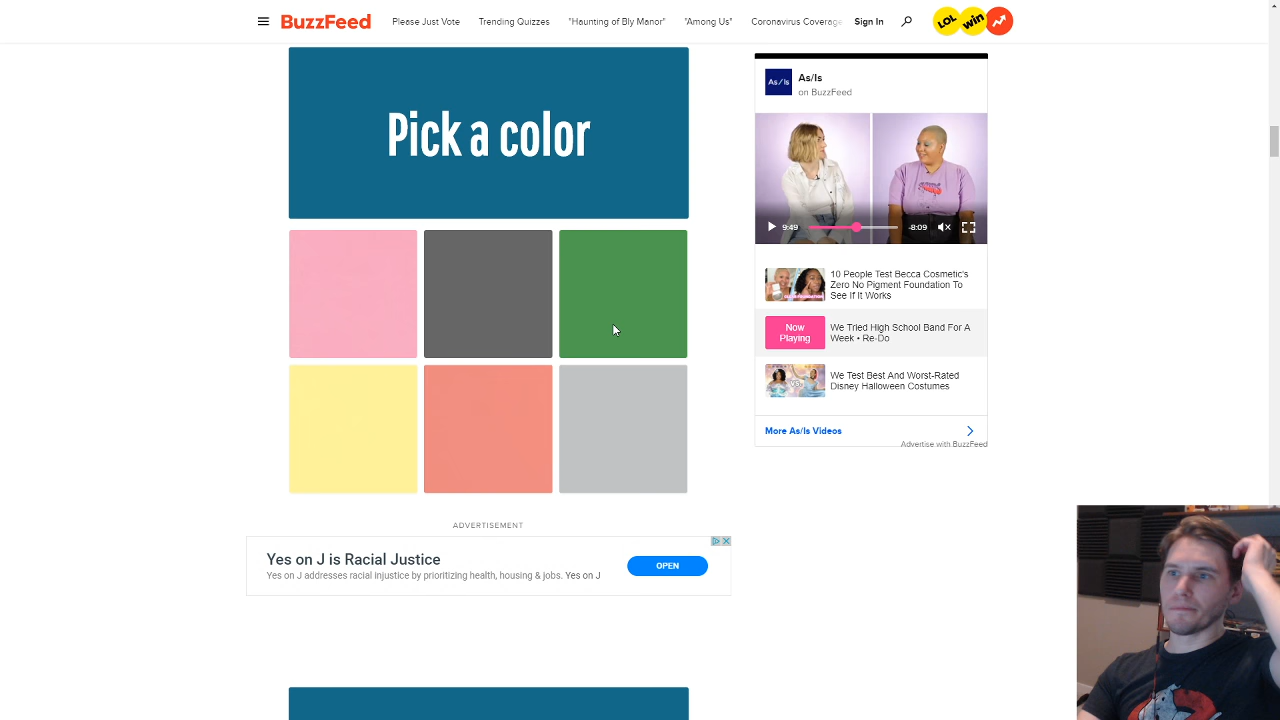 BuzzFeed
Please Just Vote
Trending Quizzes
"Haunting of Bly Manor"
"Among Us"
Coronavirus Coverage
Sign In
LOL
win
Pick a color
As/Is
As/Is
on BuzzFeed
9:49
-8:09
10 People Test Becca Cosmetic's
Zero No Pigment Foundation To
See If It Works
Now
Playing
We Tried High School Band For A
Week • Re-Do
We Test Best And Worst-Rated
Disney Halloween Costumes
More As/Is Videos
Advertise with BuzzFeed
ADVERTISEMENT
Yes on J is Racial Justice
Yes on J addresses racial injustice by prioritizing health, housing & jobs. Yes on J
OPEN